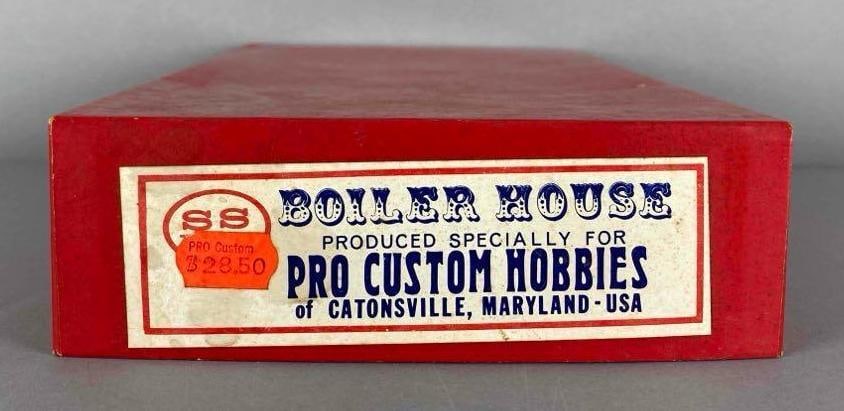 SS
BOILER HOUSE
PRODUCED SPECIALLY FOR
PRO Custom
$28.50
PRO CUSTOM HOBBIES
of CATONSVILLE, MARYLAND - USA